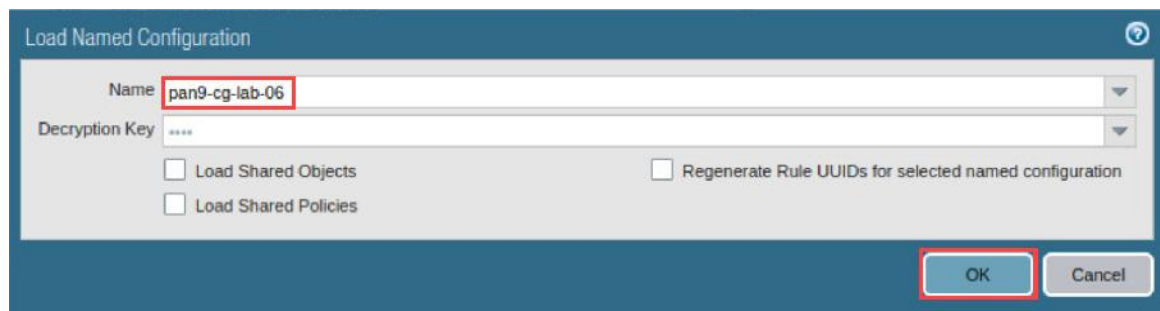 Load Named Configuration
Name pan9-cg-lab-06
Decryption Key ****
Load Shared Objects Regenerate Rule UUIDs for selected named configuration
Load Shared Policies
OK Cancel